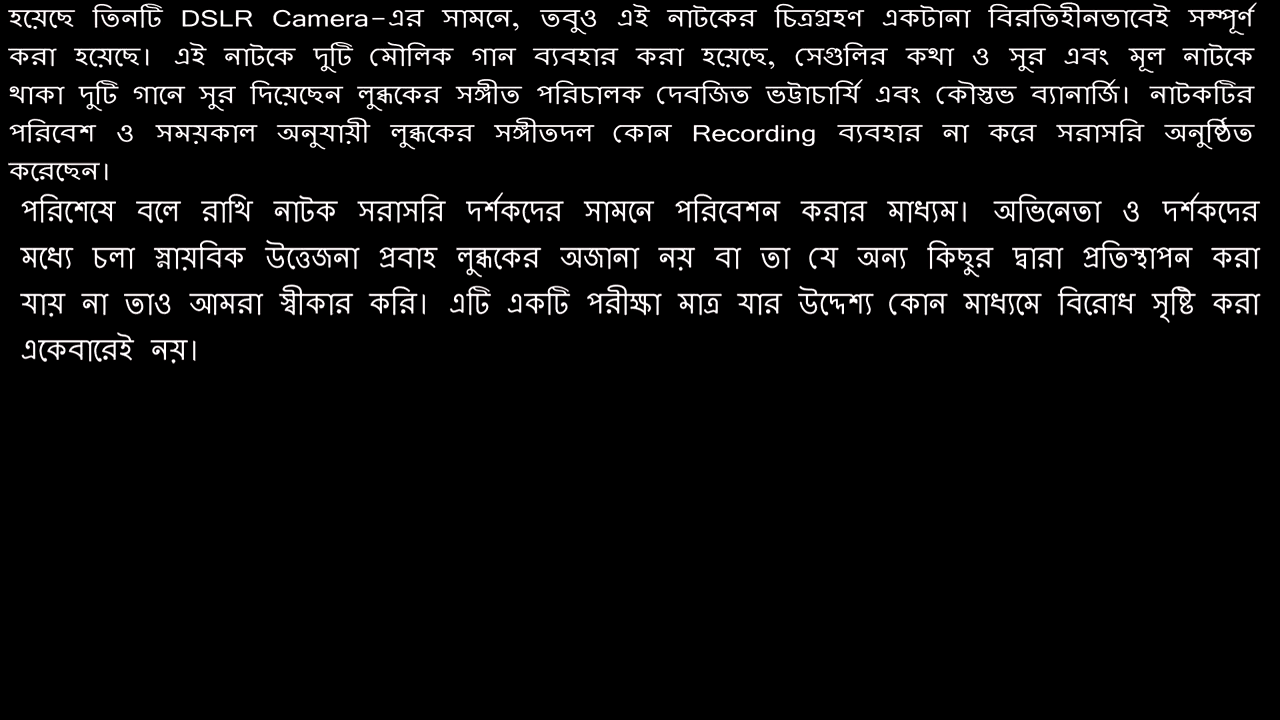 হয়েছে তিনটি DSLR Camera-এর সামনে, তবুও এই নাটকের চিত্রগ্রহণ একটানা বিরতিহীনভাবেই সম্পূর্ণ
করা হয়েছে। এই নাটকে দুটি মৌলিক গান ব্যবহার করা হয়েছে, সেগুলির কথা ও সুর এবং মূল নাটকে
থাকা দুটি গানে সুর দিয়েছেন লুব্ধকের সঙ্গীত পরিচালক দেবজিত ভট্টাচার্যি এবং কৌস্তুভ ব্যানার্জি। নাটকটির
পরিবেশ ও সময়কাল অনুযায়ী লুব্ধকের সঙ্গীতদল কোন Recording ব্যবহার না করে সরাসরি অনুষ্ঠিত
করেছেন।
পরিশেষে বলে রাখি নাটক সরাসরি দর্শকদের সামনে পরিবেশন করার মাধ্যম। অভিনেতা ও দর্শকদের
মধ্যে চলা স্নায়বিক উত্তেজনা প্রবাহ লুব্ধকের অজানা নয় বা তা যে অন্য কিছুর দ্বারা প্রতিস্থাপন করা
যায় না তাও আমরা স্বীকার করি। এটি একটি পরীক্ষা মাত্র যার উদ্দেশ্য কোন মাধ্যমে বিরোধ সৃষ্টি করা
একেবারেই নয়।